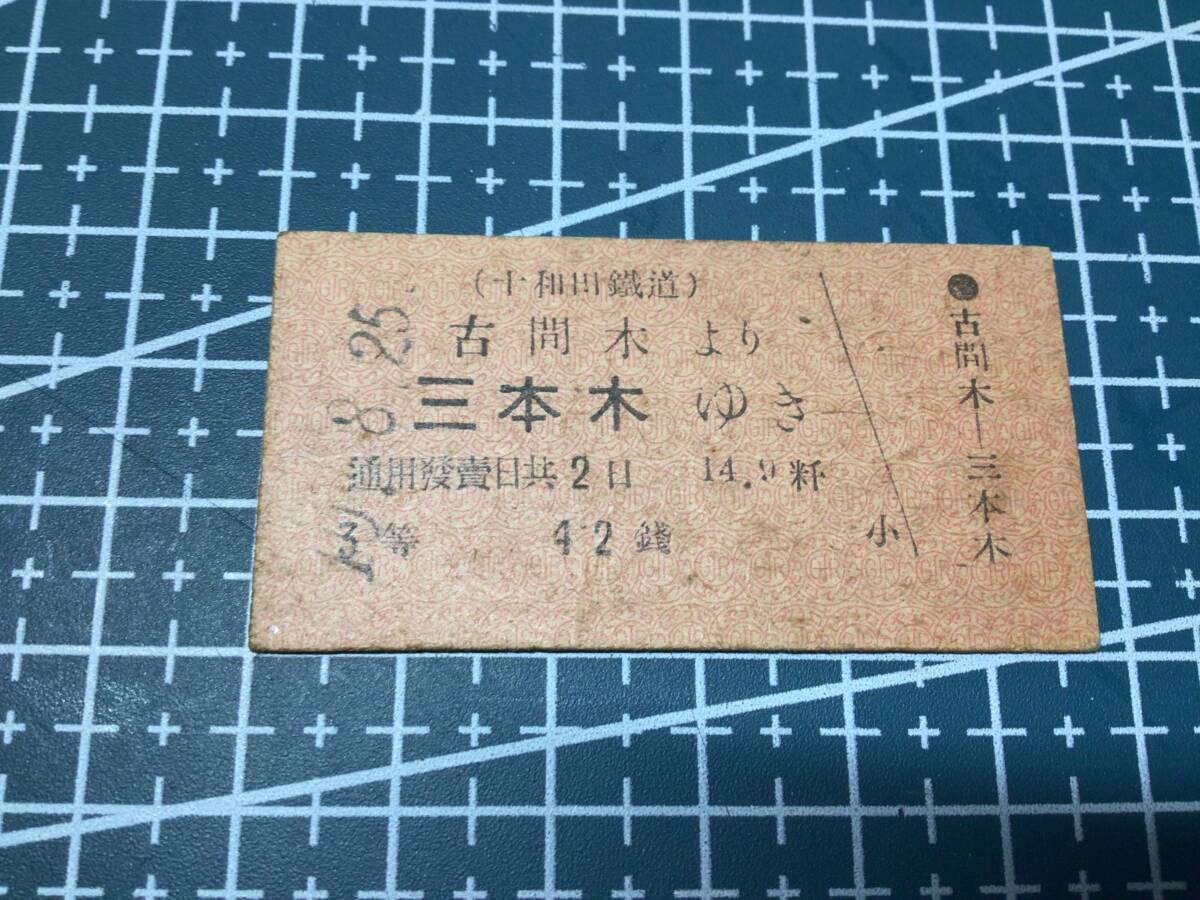 (十和田鐵道)
古間木より
三本木ゆき
通用發賣日共2日 14.9粁
3等 42錢 小
●古間木―三本木
8.25